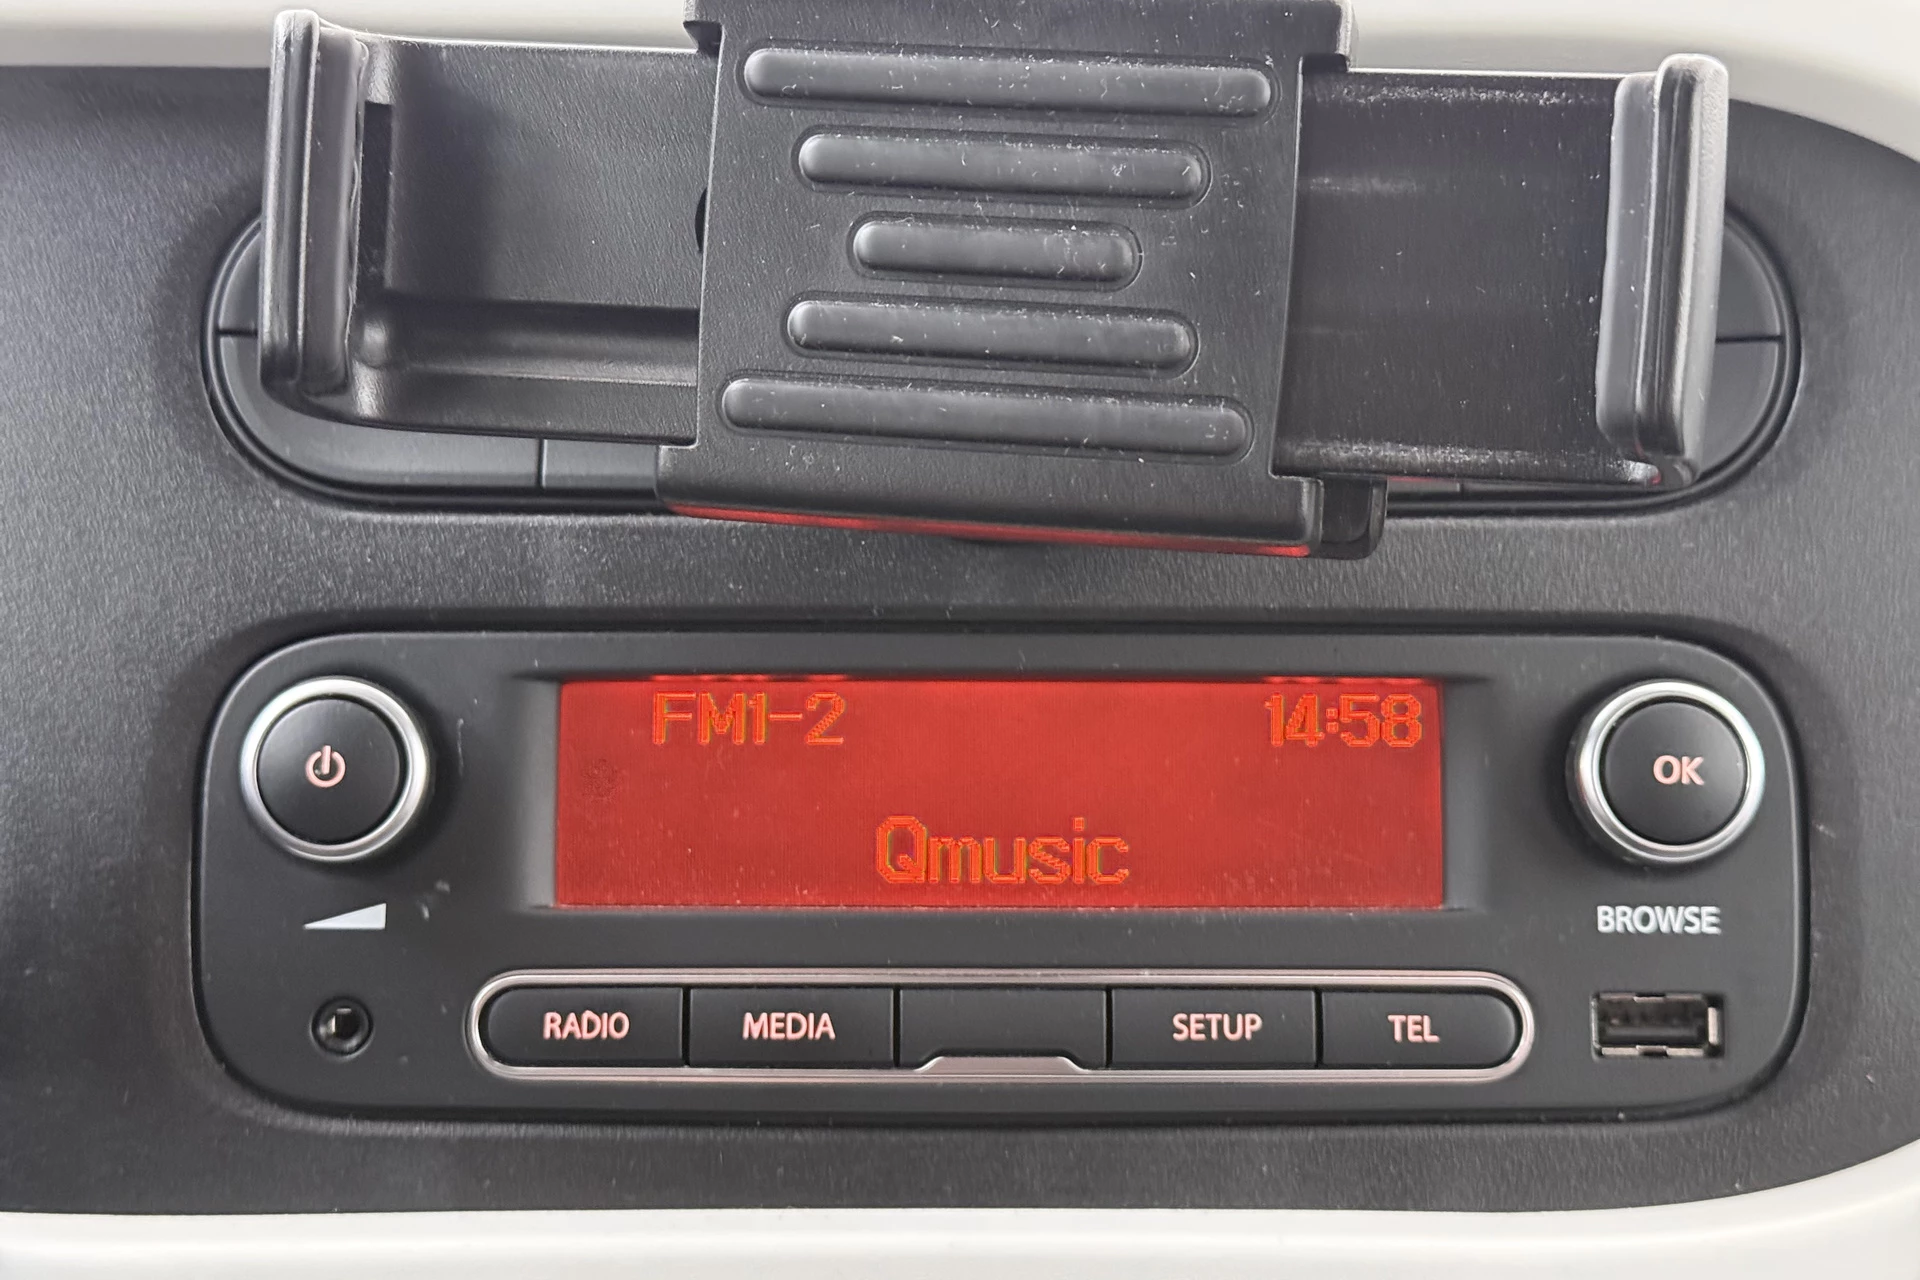 FM1-2 14:58
Qmusic
OK
BROWSE
RADIO MEDIA SETUP TEL